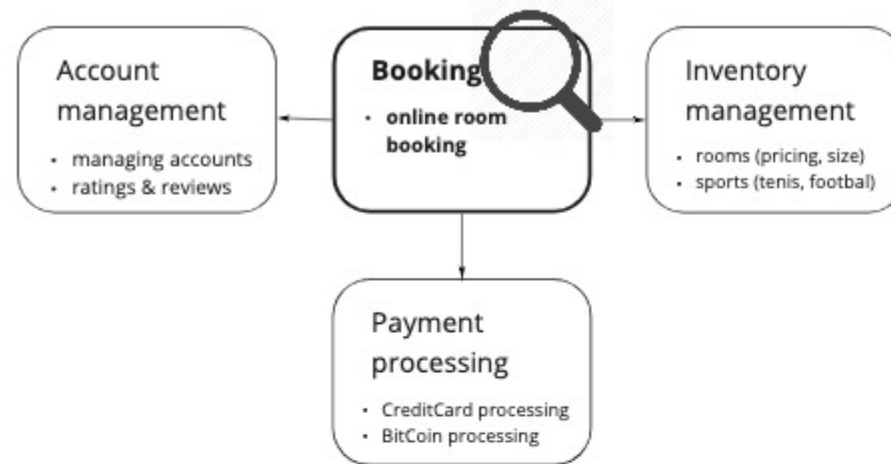 Account
management
• managing accounts
• ratings & reviews
Booking
• online room
booking
Inventory
management
• rooms (pricing, size)
• sports (tenis, footbal)
Payment
processing
• CreditCard processing
• BitCoin processing